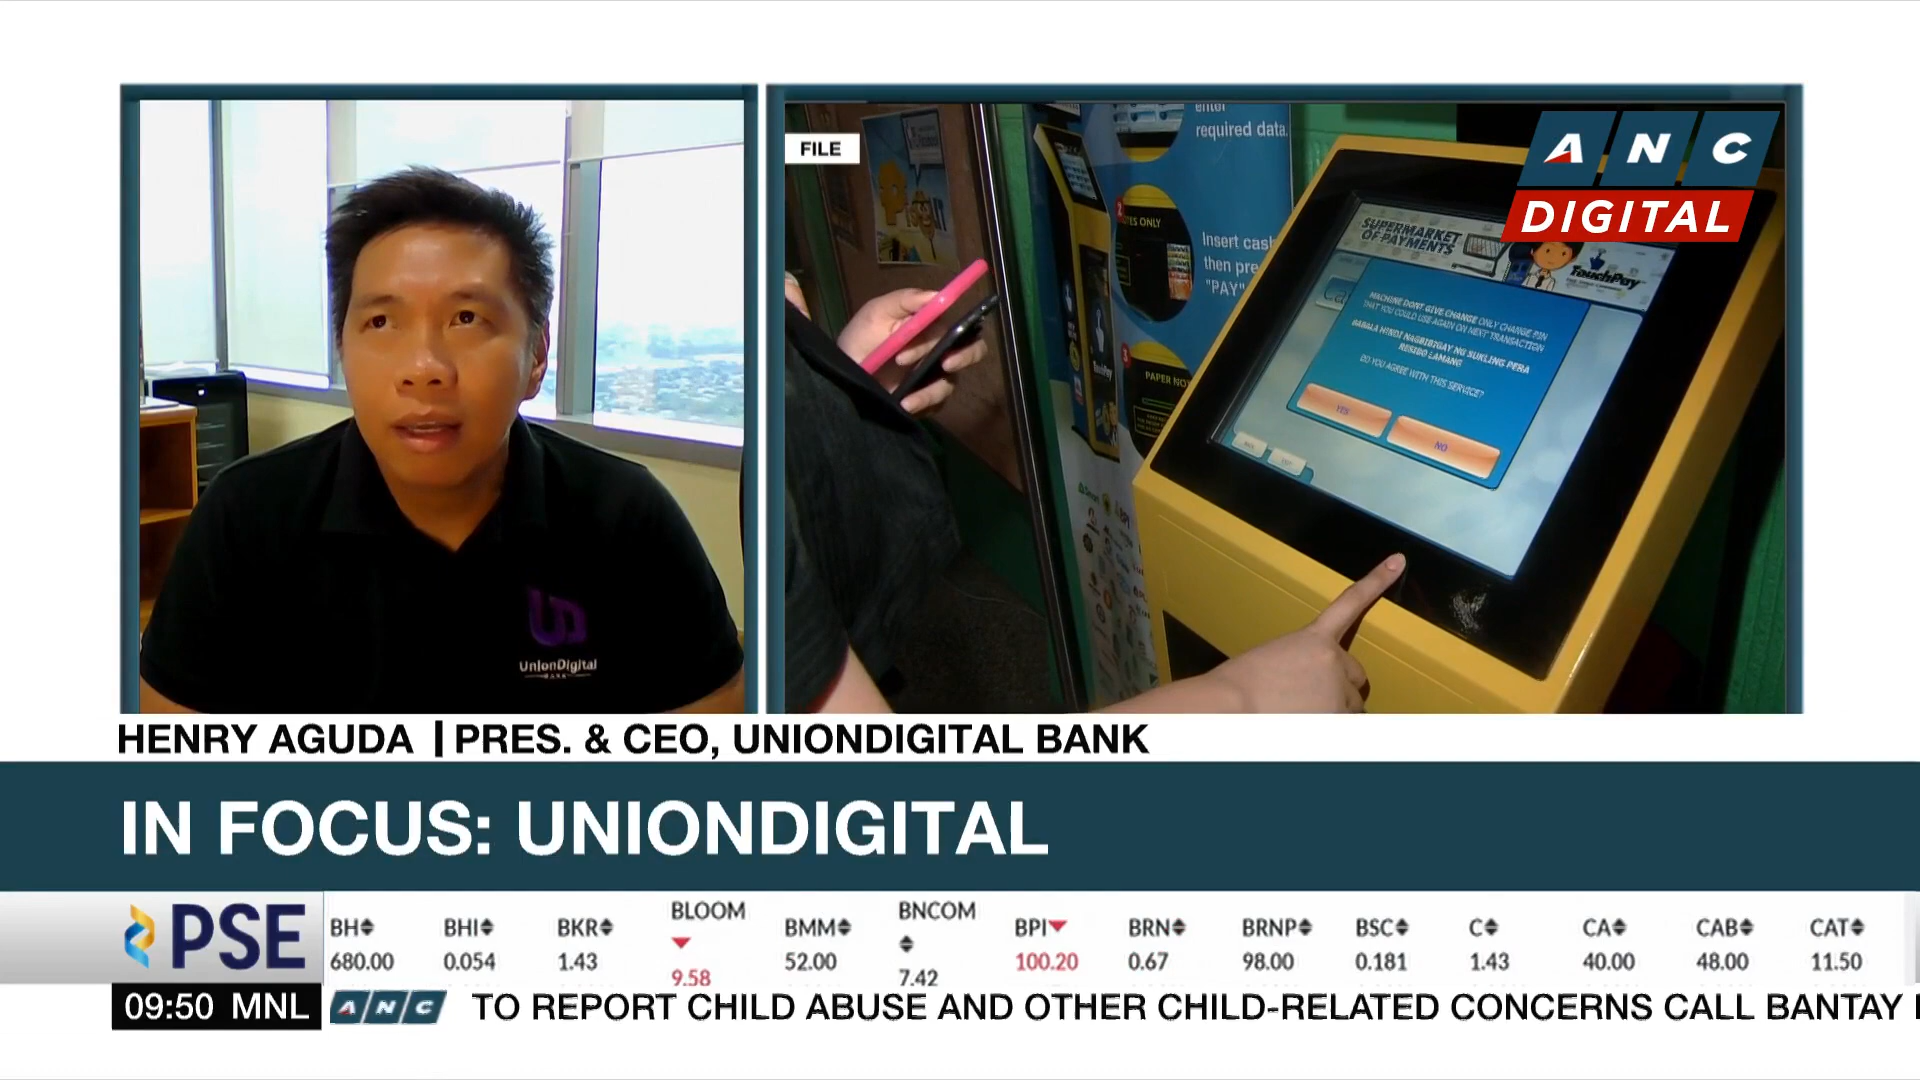 FILE
ANC
DIGITAL
enter
required data.
Insert cash
then pre
"PAY"
PAPER NOT
SUPERMARKET
OF PAYMENTS
TouchPay
MACHINE DONT GIVE CHANGE ONLY CHANGE PIN
THAT YOU COULD USE AGAIN ON NEXT TRANSACTION
BABALA HINDI NAGBIBIGAY NG SUKLING PERA
RESIBO LAMANG
DO YOU AGREE WITH THIS SERVICE?
YES
NO
UD
UnionDigital
BANK
HENRY AGUDA | PRES. & CEO, UNIONDIGITAL BANK
IN FOCUS: UNIONDIGITAL
PSE
BH BHI BKR BLOOM BMM BNCOM BPI BRN BRNP BSC C CA CAB CAT
680.00 0.054 1.43 9.58 52.00 7.42 100.20 0.67 98.00 0.181 1.43 40.00 48.00 11.50
09:50 MNL ANC TO REPORT CHILD ABUSE AND OTHER CHILD-RELATED CONCERNS CALL BANTAY